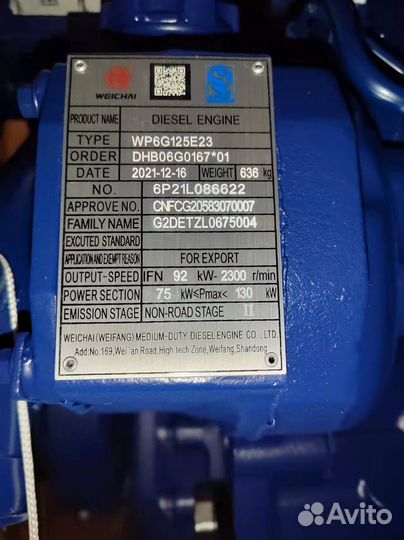 WEICHAI
PRODUCT NAME DIESEL ENGINE
TYPE WP6G125E23
ORDER DHB06G0167*01
DATE 2021-12-16 WEIGHT 636 kg
NO. 6P21L086622
APPROVE NO. CNFCG20583070007
FAMILY NAME G2DETZL0675004
EXCUTED STANDARD
APPLICATION AND EXEMPT REASON FOR EXPORT
OUTPUT-SPEED IFN 92 kW- 2300 r/min
POWER SECTION 75 kW≤Pmax< 130 kW
EMISSION STAGE NON-ROAD STAGE II
WEICHAI (WEIFANG) MEDIUM-DUTY DIESEL ENGINE CO., LTD.
Add:No.169, Wei'an Road, High tech Zone, Weifang, Shandong
Avito